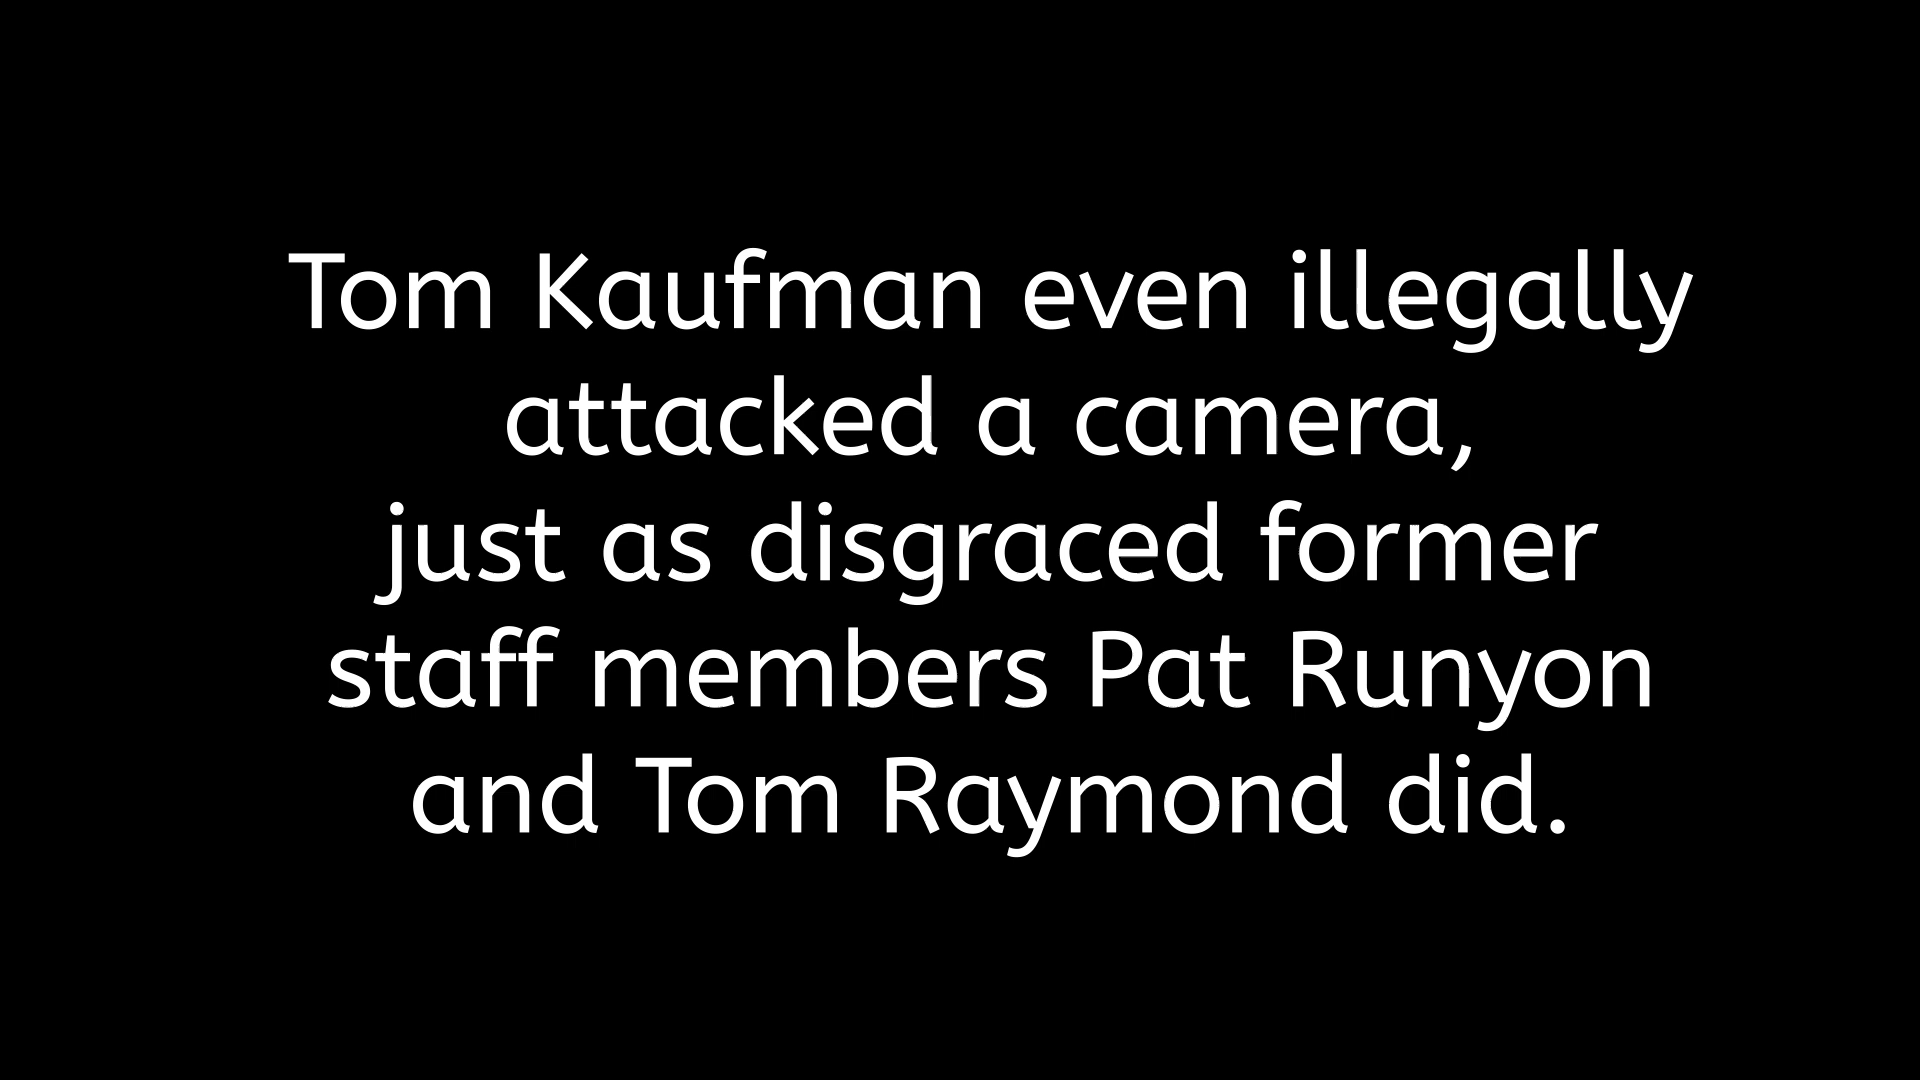 Tom Kaufman even illegally
attacked a camera,
just as disgraced former
staff members Pat Runyon
and Tom Raymond did.